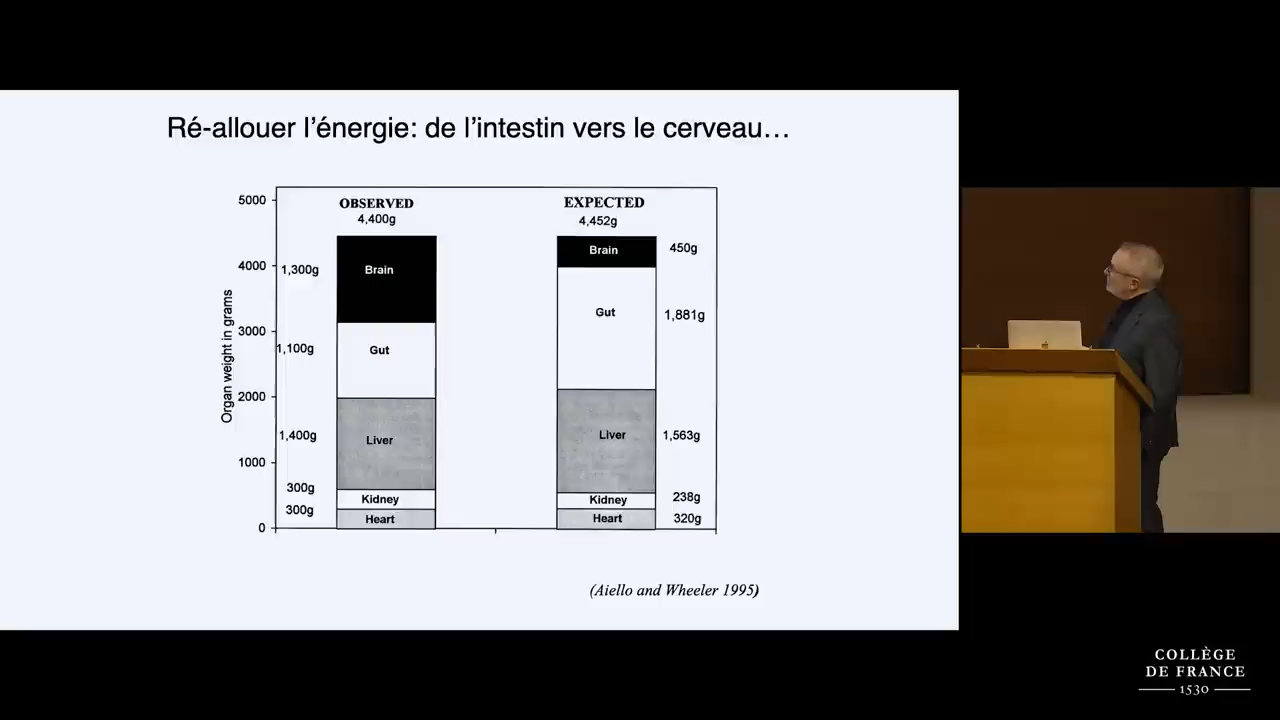 Ré-allouer l'énergie: de l'intestin vers le cerveau…
OBSERVED
4,400g
EXPECTED
4,452g
Organ weight in grams
5000
4000
3000
2000
1000
0
1,300g
1,100g
1,400g
300g
300g
Brain
Gut
Liver
Kidney
Heart
Brain
Gut
Liver
Kidney
Heart
450g
1,881g
1,563g
238g
320g
(Aiello and Wheeler 1995)
COLLÈGE
DE FRANCE
1530